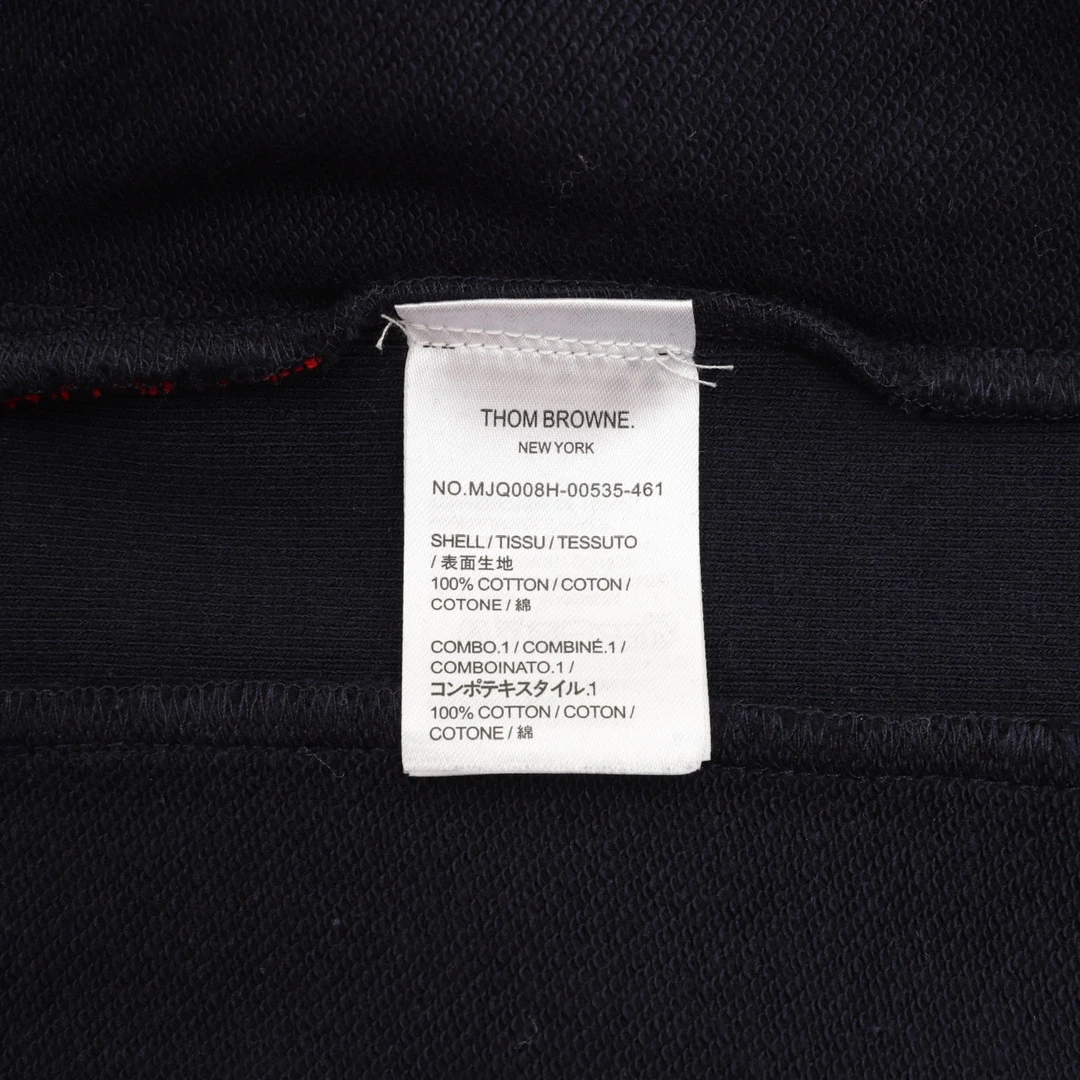 THOM BROWNE.
NEW YORK
NO.MJQ008H-00535-461
SHELL / TISSU / TESSUTO
/ 表面生地
100% COTTON / COTON /
COTONE / 綿
COMBO.1 / COMBINÉ.1 /
COMBOINATO.1 /
コンポテキスタイル.1
100% COTTON / COTON /
COTONE / 綿